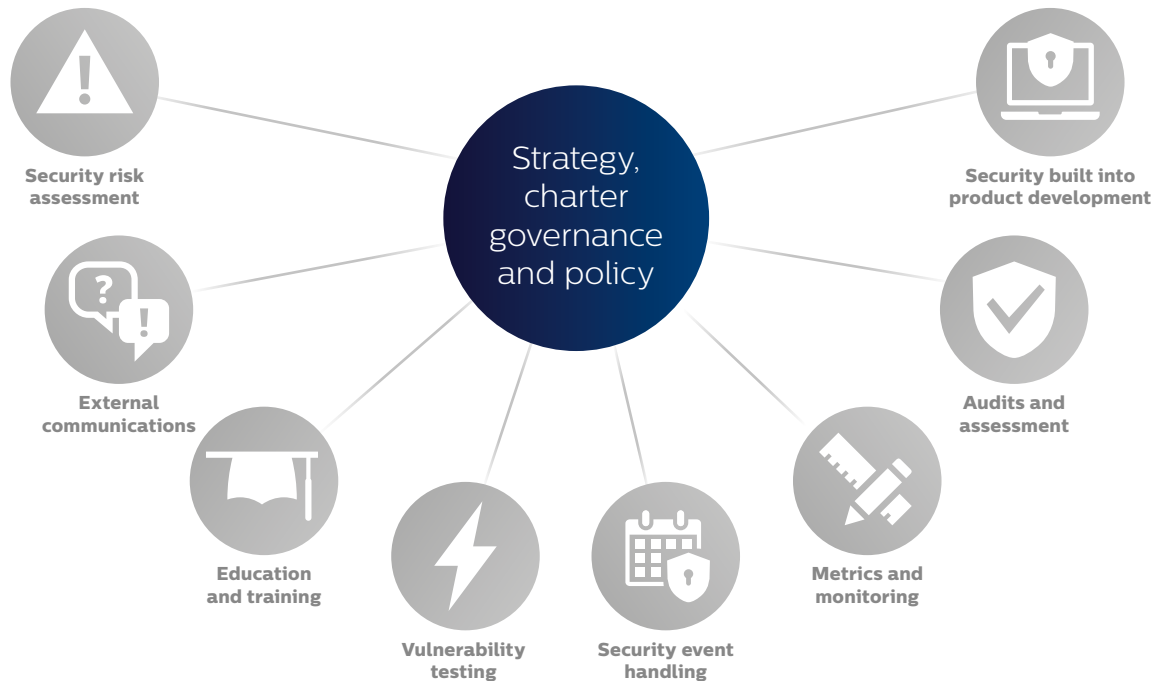 Strategy,
charter
governance
and policy
Security risk
assessment
External
communications
Education
and training
Vulnerability
testing
Security event
handling
Metrics and
monitoring
Audits and
assessment
Security built into
product development